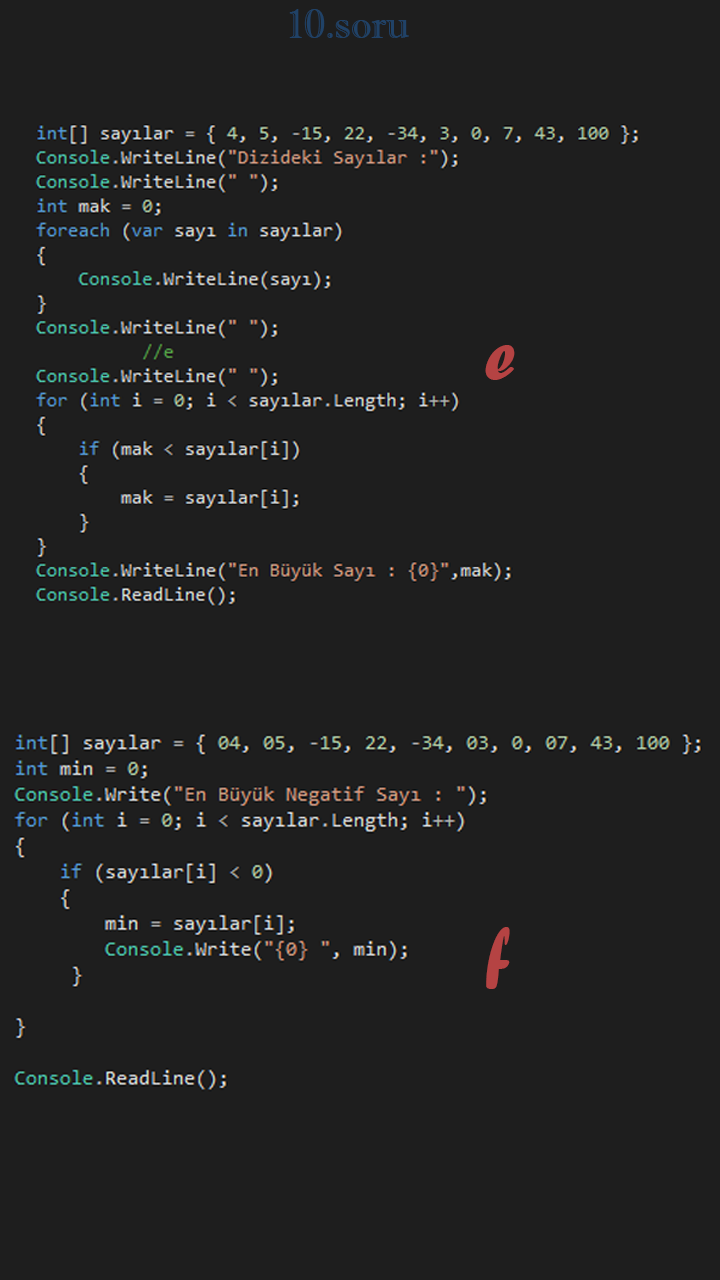 10.soru
int[] sayılar = { 4, 5, -15, 22, -34, 3, 0, 7, 43, 100 };
Console.WriteLine("Dizideki Sayılar :");
Console.WriteLine(" ");
int mak = 0;
foreach (var sayı in sayılar)
{
    Console.WriteLine(sayı);
}
Console.WriteLine(" ");
//e
e
Console.WriteLine(" ");
for (int i = 0; i < sayılar.Length; i++)
{
    if (mak < sayılar[i])
    {
        mak = sayılar[i];
    }
}
Console.WriteLine("En Büyük Sayı : {0}",mak);
Console.ReadLine();
int[] sayılar = { 04, 05, -15, 22, -34, 03, 0, 07, 43, 100 };
int min = 0;
Console.Write("En Büyük Negatif Sayı : ");
for (int i = 0; i < sayılar.Length; i++)
{
    if (sayılar[i] < 0)
    {
        min = sayılar[i];
        Console.Write("{0} ", min);
f
    }
}
Console.ReadLine();